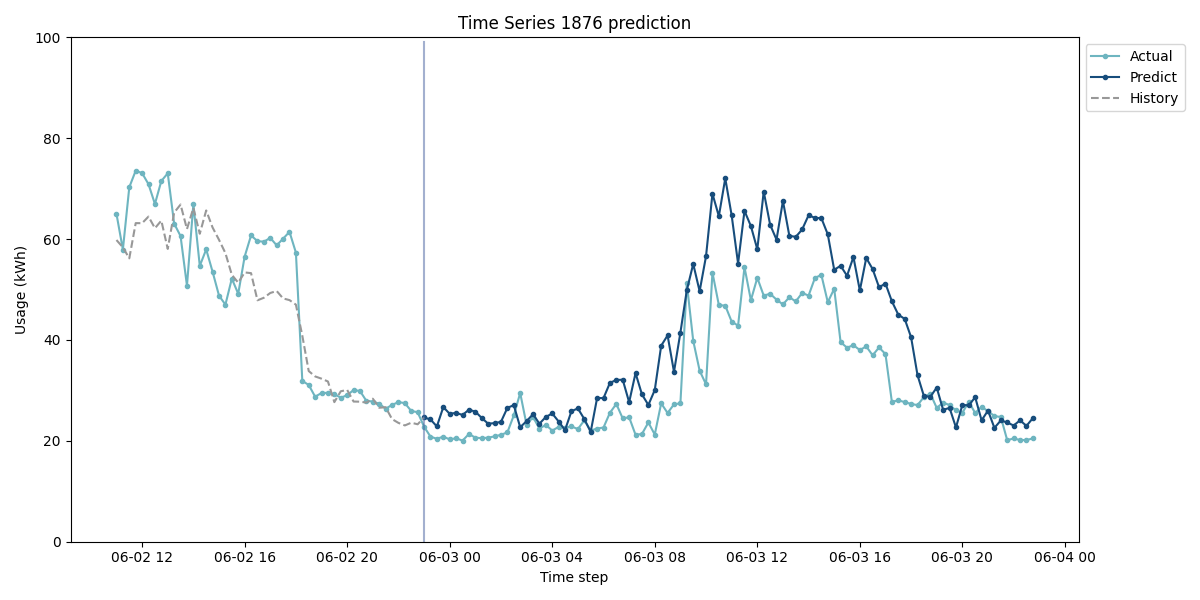 Time Series 1876 prediction
100
80
60
40
20
0
Usage (kWh)
06-02 12
06-02 16
06-02 20
06-03 00
06-03 04
06-03 08
06-03 12
06-03 16
06-03 20
06-04 00
Time step
Actual
Predict
History